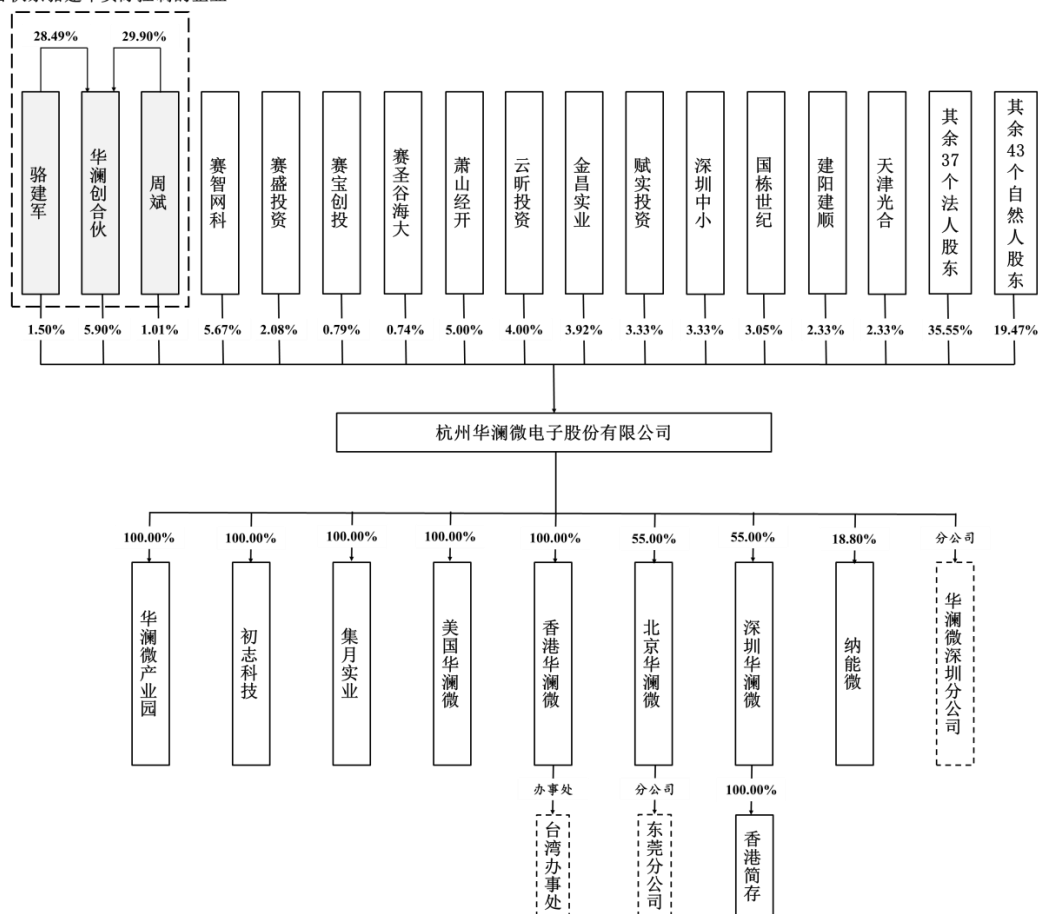 28.49%
29.90%
骆建军
华澜创合伙
周斌
赛智网科
赛盛投资
赛宝创投
赛圣谷海大
萧山经开
云昕投资
金昌实业
赋实投资
深圳中小
国栋世纪
建阳建顺
天津光合
其余37个法人股东
其余43个自然人股东
1.50%
5.90%
1.01%
5.67%
2.08%
0.79%
0.74%
5.00%
4.00%
3.92%
3.33%
3.33%
3.05%
2.33%
2.33%
35.55%
19.47%
杭州华澜微电子股份有限公司
100.00%
100.00%
100.00%
100.00%
100.00%
55.00%
55.00%
18.80%
分公司
华澜微产业园
初志科技
集月实业
美国华澜微
香港华澜微
北京华澜微
深圳华澜微
纳能微
华澜微深圳分公司
办事处
分公司
100.00%
台湾办事处
东莞分公司
香港简存